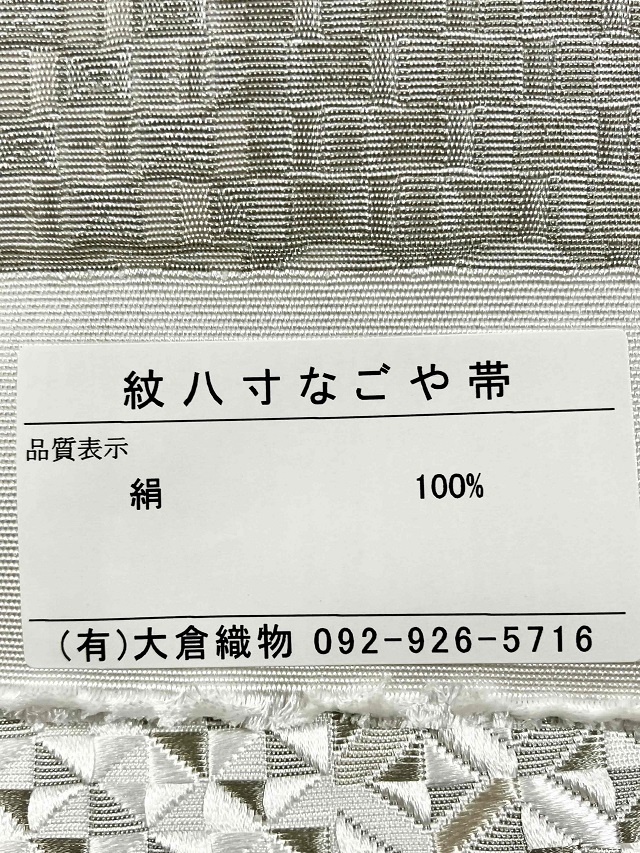 紋八寸なごや帯
品質表示
絹 100%
(有)大倉織物 092-926-5716